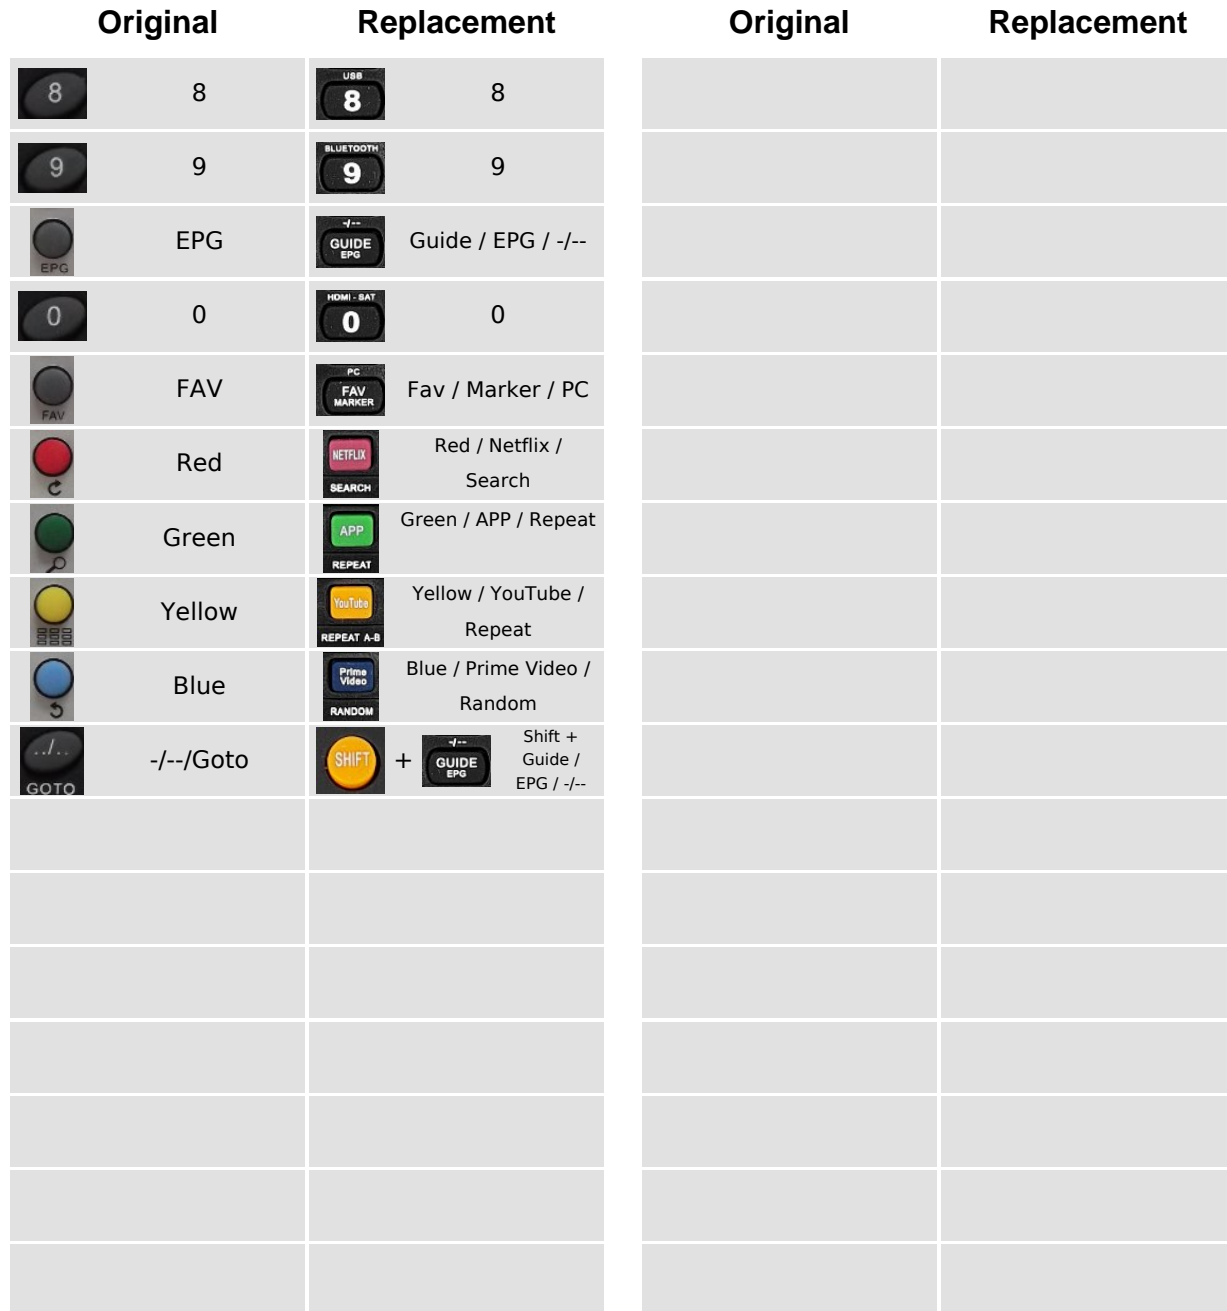 Original Replacement Original Replacement
8 8 USB 8 8
9 9 BLUETOOTH 9 9
EPG EPG -/-- GUIDE EPG Guide / EPG / -/--
0 0 HDMI - SAT 0 0
FAV FAV PC FAV MARKER Fav / Marker / PC
Red NETFLIX SEARCH Red / Netflix /
Search
Green APP REPEAT Green / APP / Repeat
Yellow YouTube REPEAT A-B Yellow / YouTube /
Repeat
Blue Prime Video RANDOM Blue / Prime Video /
Random
../.. GOTO -/--/Goto SHIFT + -/-- GUIDE EPG Shift +
Guide /
EPG / -/--